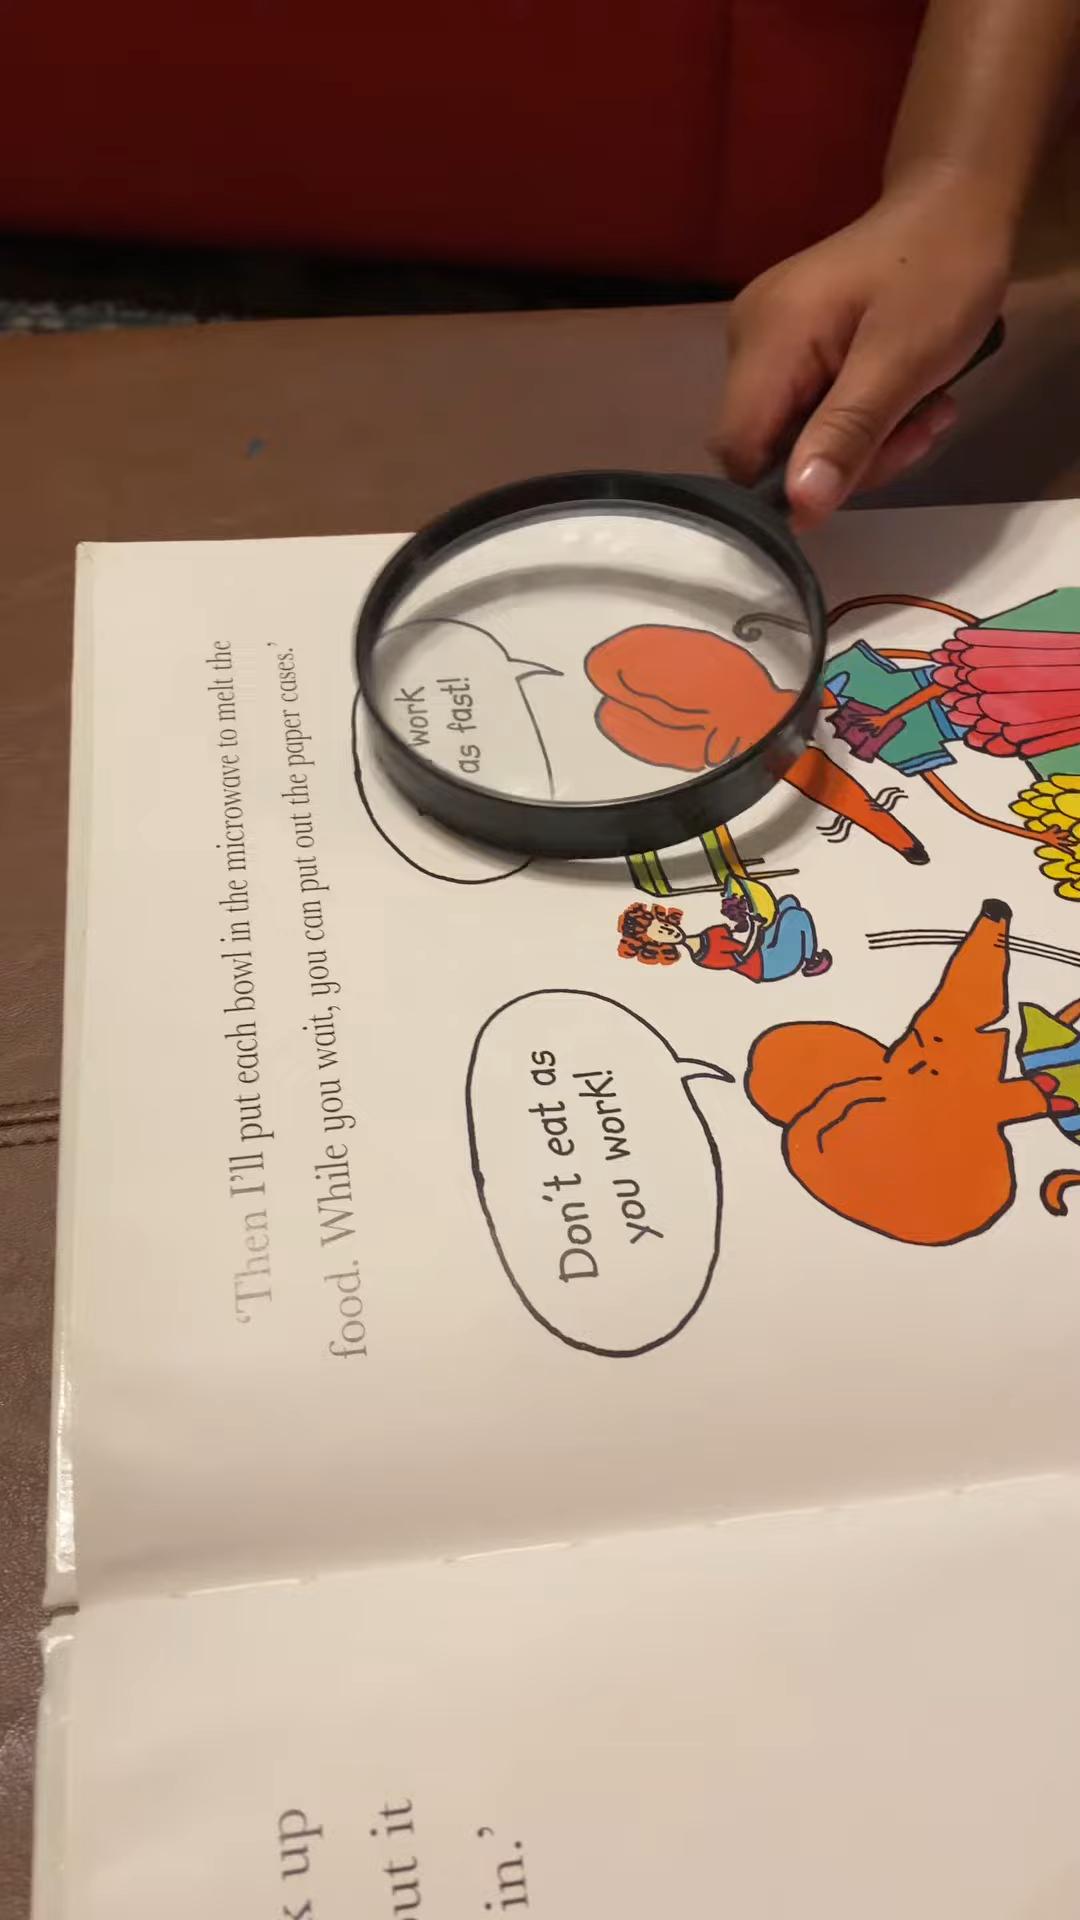 ‘Then I’ll put each bowl in the microwave to melt the
food. While you wait, you can put out the paper cases.’
Don't eat as
you work!
work
as fast!
up
out it
in.’